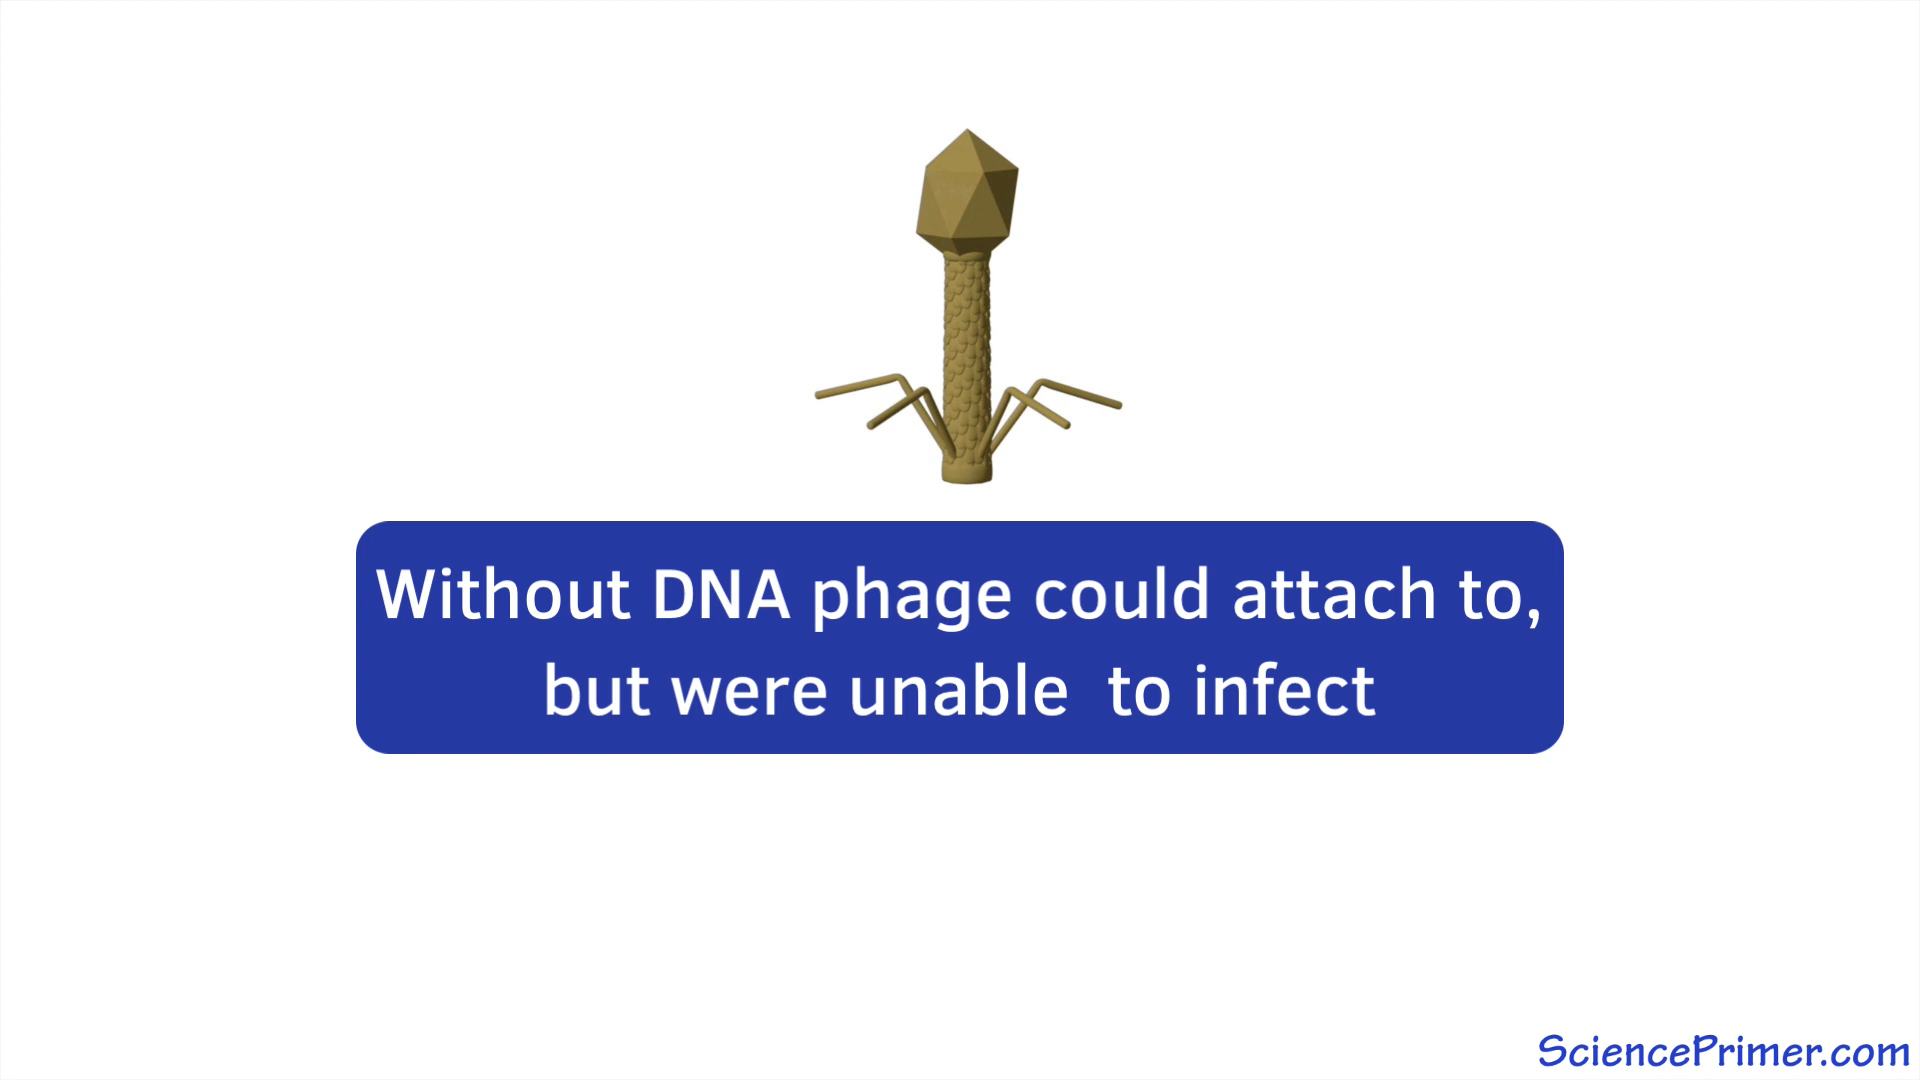 Without DNA phage could attach to,
but were unable  to infect
SciencePrimer.com